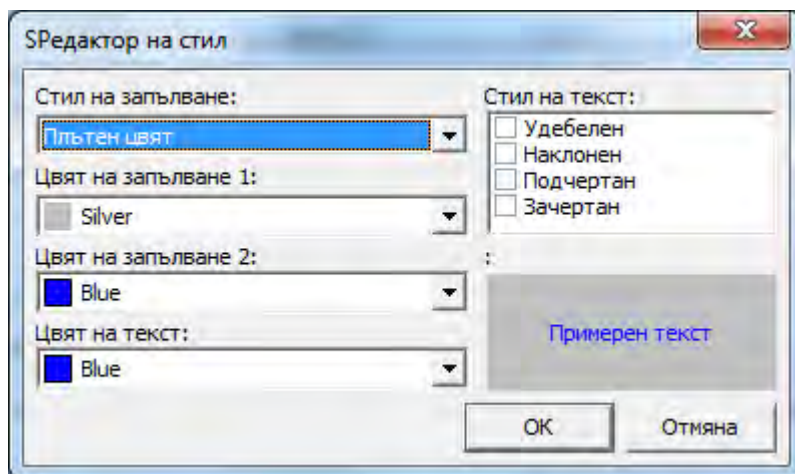 SРедактор на стил
Стил на запълване:
Плътен цвят
Цвят на запълване 1:
Silver
Цвят на запълване 2:
Blue
Цвят на текст:
Blue
Стил на текст:
Удебелен
Наклонен
Подчертан
Зачертан
:
Примерен текст
OK
Отмяна